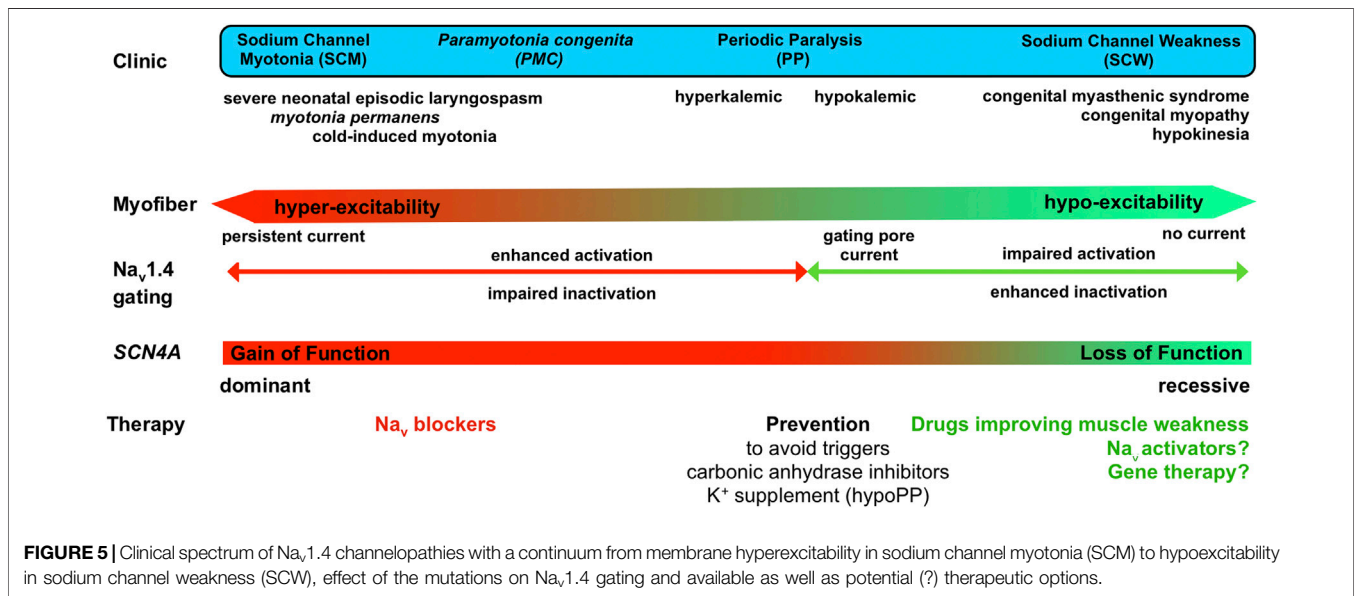 Clinic
Sodium Channel
Myotonia (SCM)
Paramyotonia congenita
(PMC)
Periodic Paralysis
(PP)
Sodium Channel Weakness
(SCW)
severe neonatal episodic laryngospasm
myotonia permanens
cold-induced myotonia
hyperkalemic
hypokalemic
congenital myasthenic syndrome
congenital myopathy
hypokinesia
Myofiber
hyper-excitability
hypo-excitability
persistent current
gating pore
current
no current
Nav1.4
gating
enhanced activation
impaired inactivation
impaired activation
enhanced inactivation
SCN4A
Gain of Function
Loss of Function
dominant
recessive
Therapy
Nav blockers
Prevention
to avoid triggers
carbonic anhydrase inhibitors
K+ supplement (hypoPP)
Drugs improving muscle weakness
Nav activators?
Gene therapy?
FIGURE 5 | Clinical spectrum of Nav1.4 channelopathies with a continuum from membrane hyperexcitability in sodium channel myotonia (SCM) to hypoexcitability
in sodium channel weakness (SCW), effect of the mutations on Nav1.4 gating and available as well as potential (?) therapeutic options.